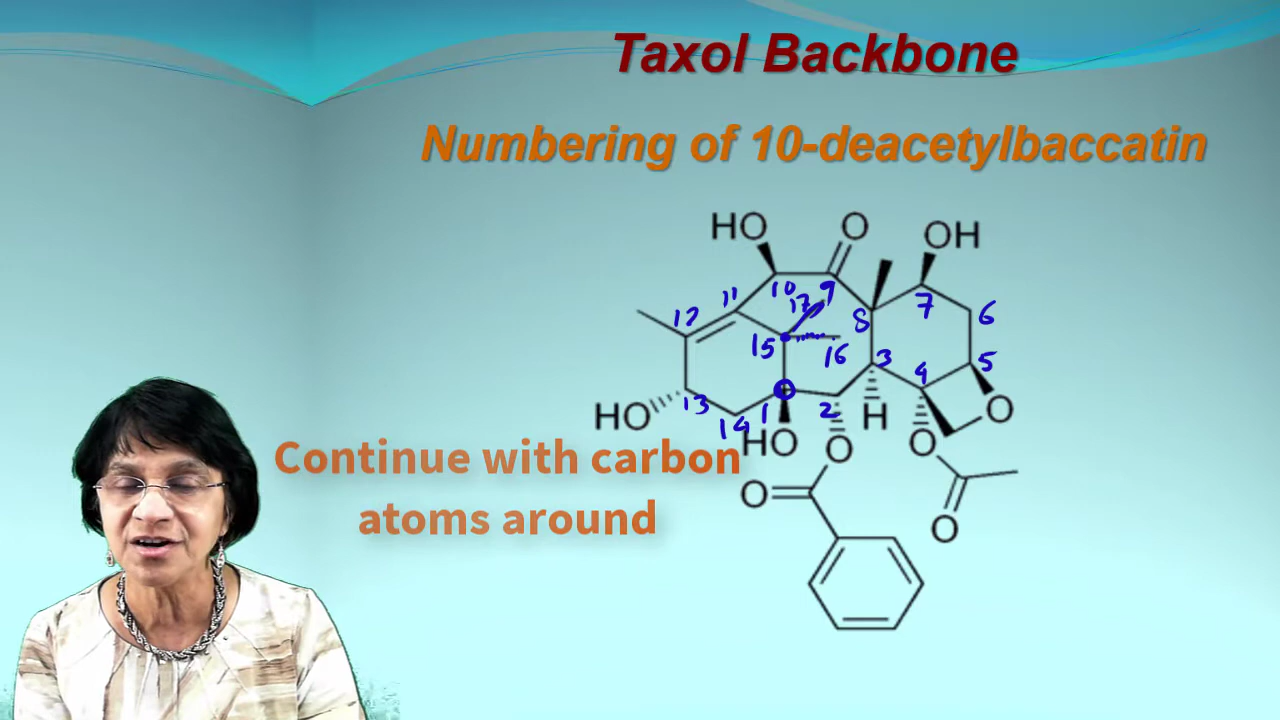 Taxol Backbone
Numbering of 10-deacetylbaccatin
HO O OH
11 10 17 9
12 8 7 6
15 16
3 4 5
13 1 2
HO 14 H O
HO O O
Continue with carbon
O
atoms around
O